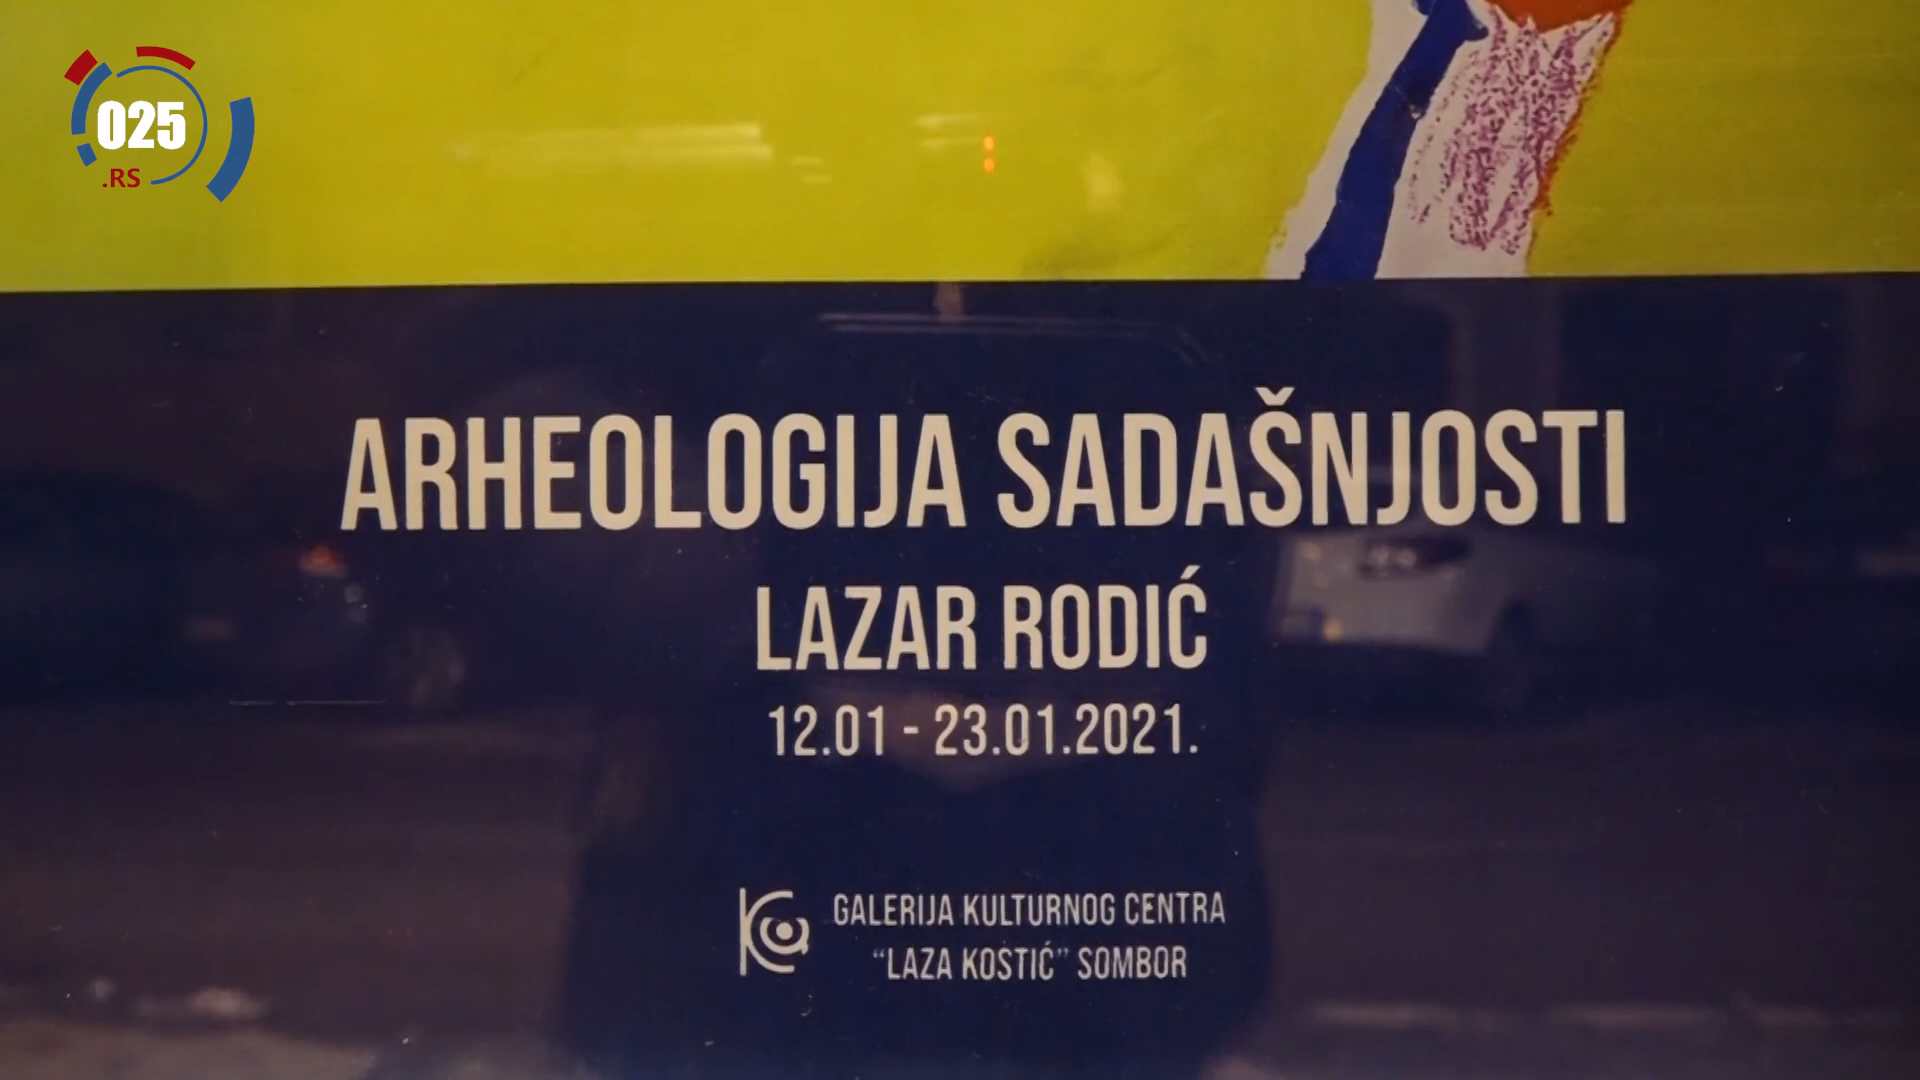 025
.RS
ARHEOLOGIJA SADAŠNJOSTI
LAZAR RODIĆ
12.01 - 23.01.2021.
GALERIJA KULTURNOG CENTRA
“LAZA KOSTIĆ” SOMBOR